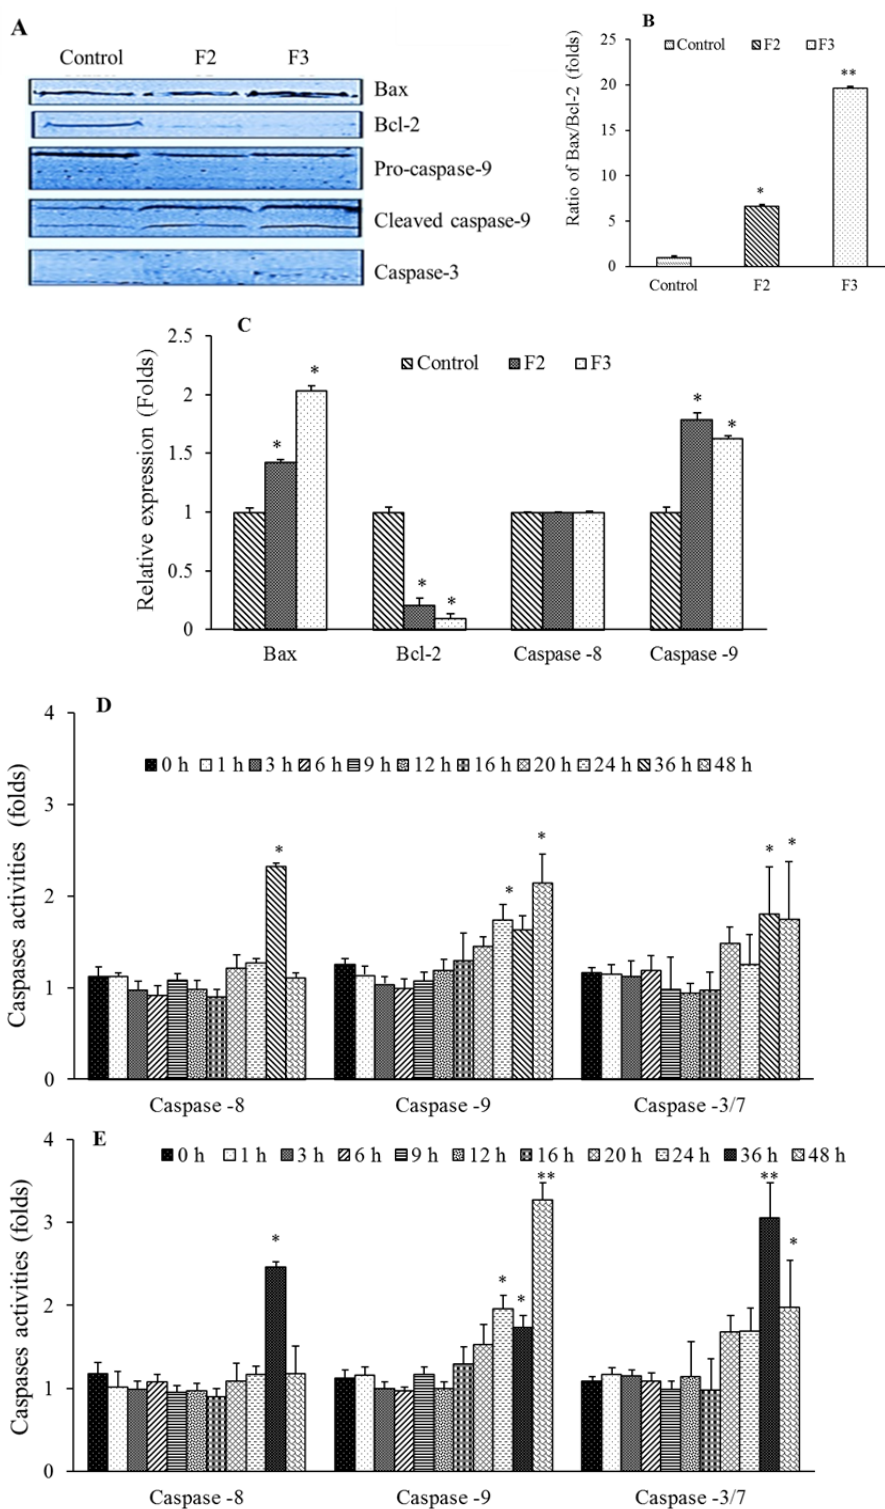 A
Control F2 F3
Bax
Bcl-2
Pro-caspase-9
Cleaved caspase-9
Caspase-3
B
Ratio of Bax/Bcl-2 (folds)
Control F2 F3
25
20
15
10
5
0
* **
Control F2 F3
C
Relative expression (Folds)
Control F2 F3
2.5
2
1.5
1
0.5
0
* * * * * *
Bax Bcl-2 Caspase -8 Caspase -9
D
Caspases activities (folds)
0 h 1 h 3 h 6 h 9 h 12 h 16 h 20 h 24 h 36 h 48 h
4
3
2
1
0
* * * * *
Caspase -8 Caspase -9 Caspase -3/7
E
Caspases activities (folds)
0 h 1 h 3 h 6 h 9 h 12 h 16 h 20 h 24 h 36 h 48 h
4
3
2
1
0
* * * ** ** *
Caspase -8 Caspase -9 Caspase -3/7